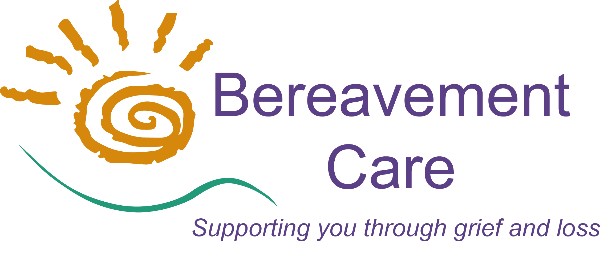 Bereavement
Care
Supporting you through grief and loss